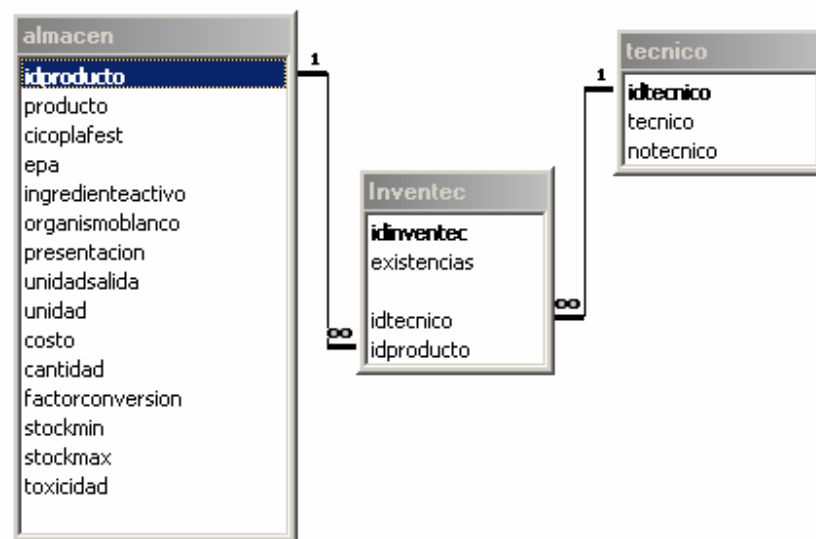 almacen
idproducto
producto
cicoplafest
epa
ingredienteactivo
organismoblanco
presentacion
unidadsalida
unidad
costo
cantidad
factorconversion
stockmin
stockmax
toxicidad
1
∞
Inventec
idinventec
existencias
idtecnico
idproducto
∞
1
tecnico
idtecnico
tecnico
notecnico